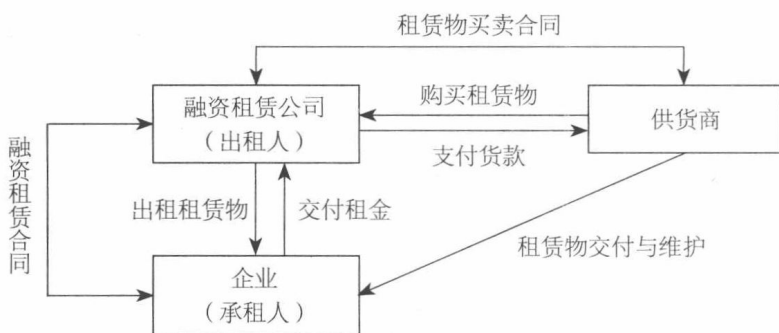 租赁物买卖合同
融资租赁公司
（出租人）
购买租赁物
供货商
支付货款
融资租赁合同
出租租赁物
交付租金
租赁物交付与维护
企业
（承租人）